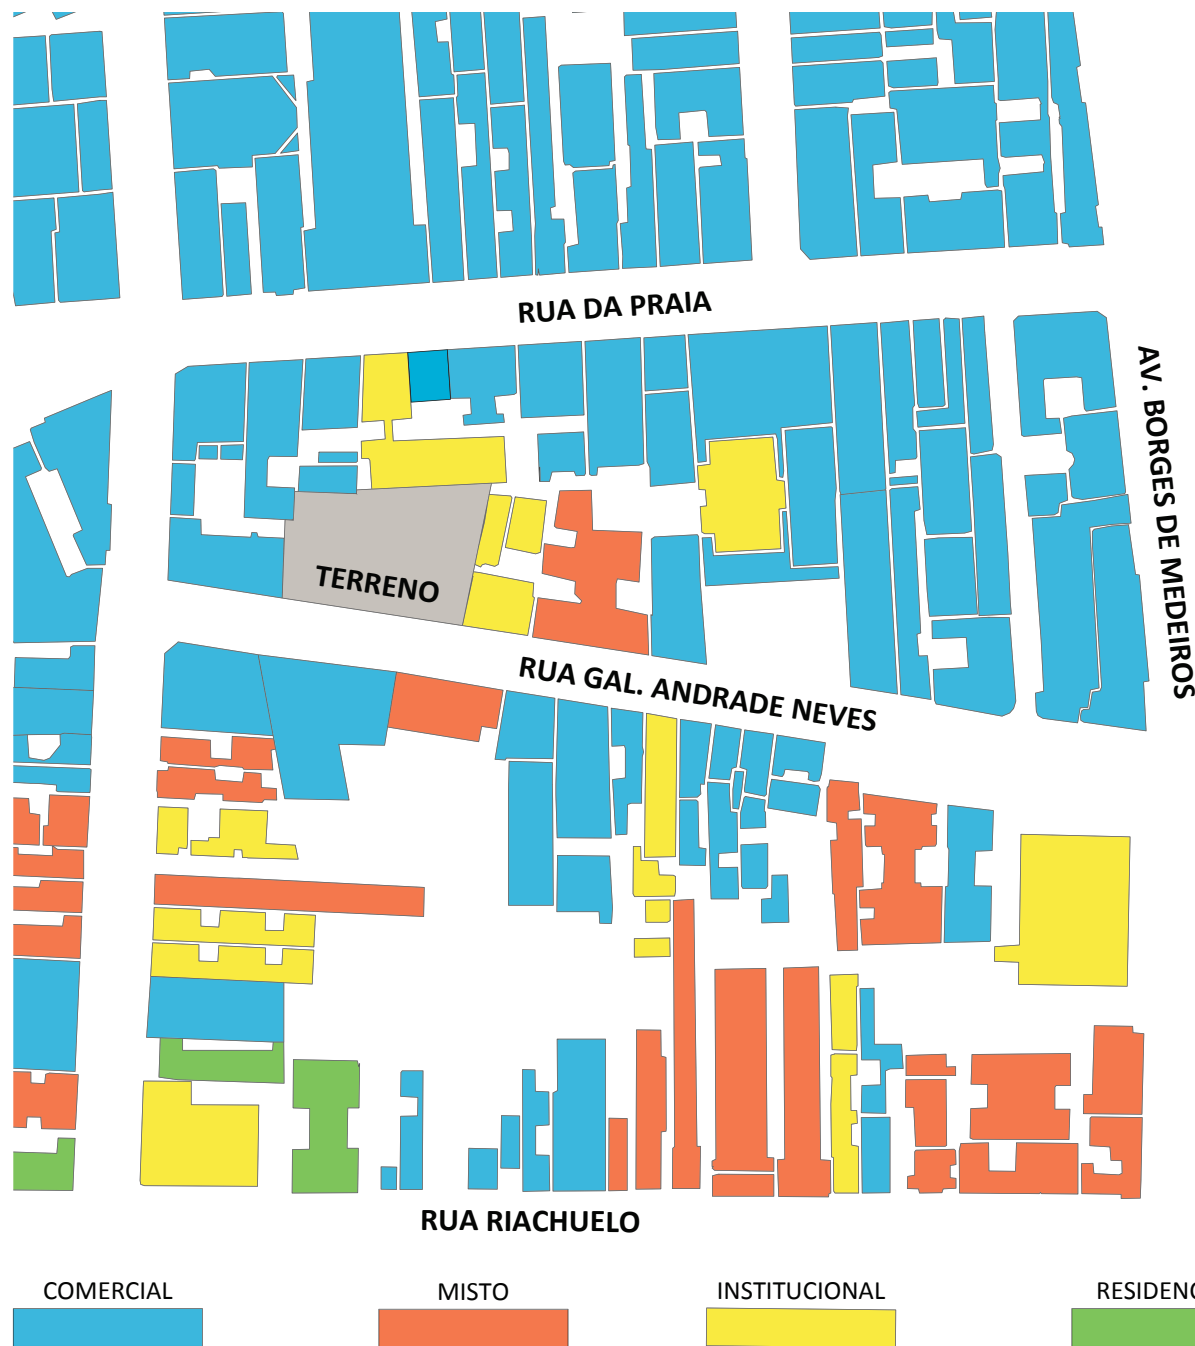 RUA DA PRAIA
AV. BORGES DE MEDEIROS
TERRENO
RUA GAL. ANDRADE NEVES
RUA RIACHUELO
COMERCIAL
MISTO
INSTITUCIONAL